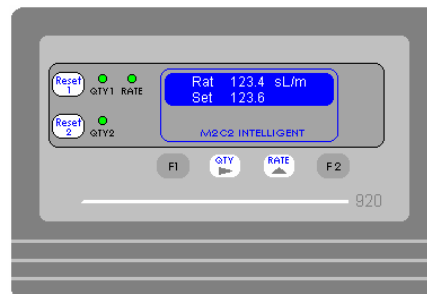 Reset 1
QTY1 RATE
Rat 123.4 sL/m
Set 123.6
Reset 2
QTY2
M2C2 INTELLIGENT
F1 QTY RATE F2
920